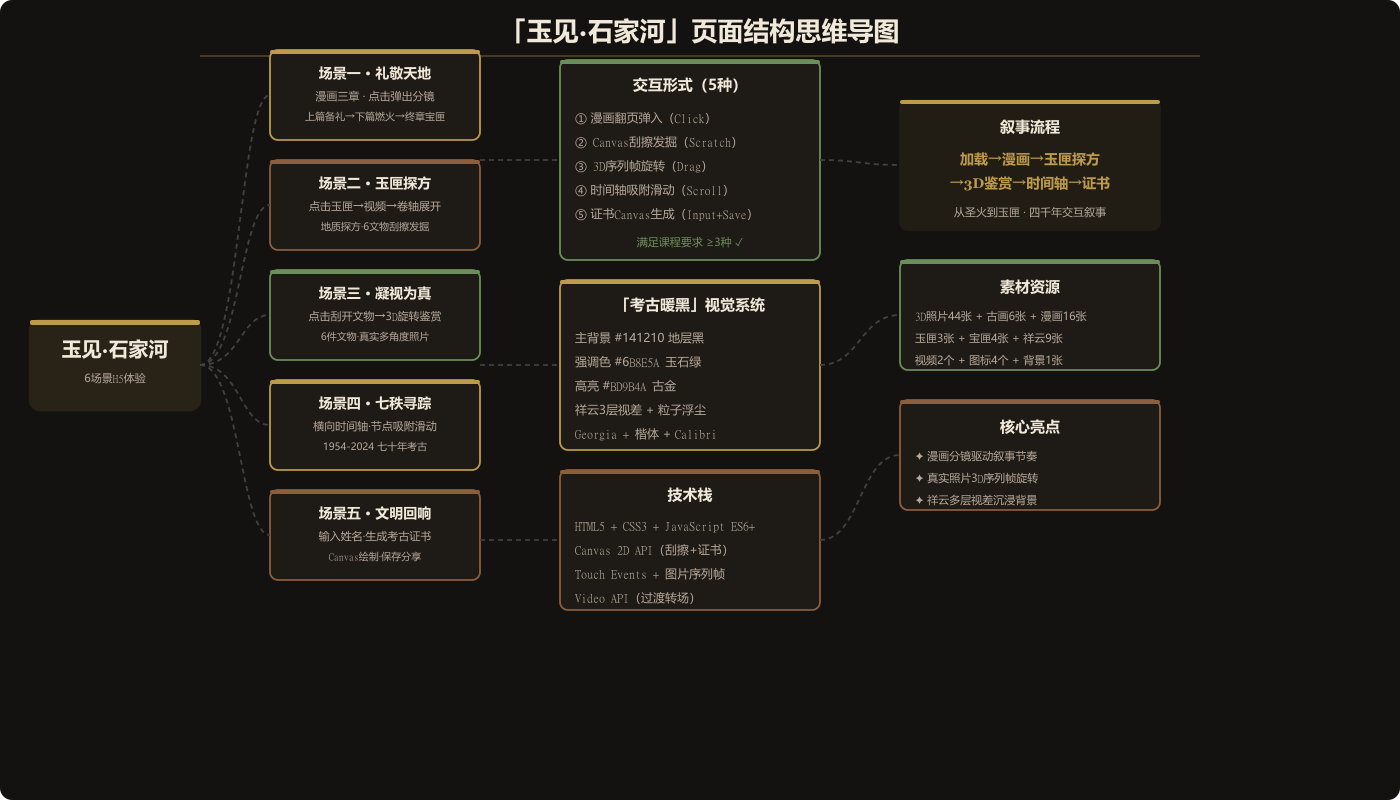 「玉见·石家河」页面结构思维导图
玉见·石家河
6场景H5体验
场景一·礼敬天地
漫画三章 · 点击弹出分镜
上篇备礼→下篇燃火→终章宝匣
场景二·玉匣探方
点击玉匣→视频→卷轴展开
地质探方·6文物刮擦发掘
场景三·凝视为真
点击刮开文物→3D旋转鉴赏
6件文物·真实多角度照片
场景四·七秩寻踪
横向时间轴·节点吸附滑动
1954-2024 七十年考古
场景五·文明回响
输入姓名·生成考古证书
Canvas绘制·保存分享
交互形式（5种）
① 漫画翻页弹入（Click）
② Canvas刮擦发掘（Scratch）
③ 3D序列帧旋转（Drag）
④ 时间轴吸附滑动（Scroll）
⑤ 证书Canvas生成（Input+Save）
满足课程要求 ≥3种 ✓
「考古暖黑」视觉系统
主背景 #141210 地层黑
强调色 #6B8E5A 玉石绿
高亮 #BD9B4A 古金
祥云3层视差 + 粒子浮尘
Georgia + 楷体 + Calibri
技术栈
HTML5 + CSS3 + JavaScript ES6+
Canvas 2D API（刮擦+证书）
Touch Events + 图片序列帧
Video API（过渡转场）
叙事流程
加载→漫画→玉匣探方
→3D鉴赏→时间轴→证书
从圣火到玉匣 · 四千年交互叙事
素材资源
3D照片44张 + 古画6张 + 漫画16张
玉匣3张 + 宝匣4张 + 祥云9张
视频2个 + 图标4个 + 背景1张
核心亮点
✦ 漫画分镜驱动叙事节奏
✦ 真实照片3D序列帧旋转
✦ 祥云多层视差沉浸背景